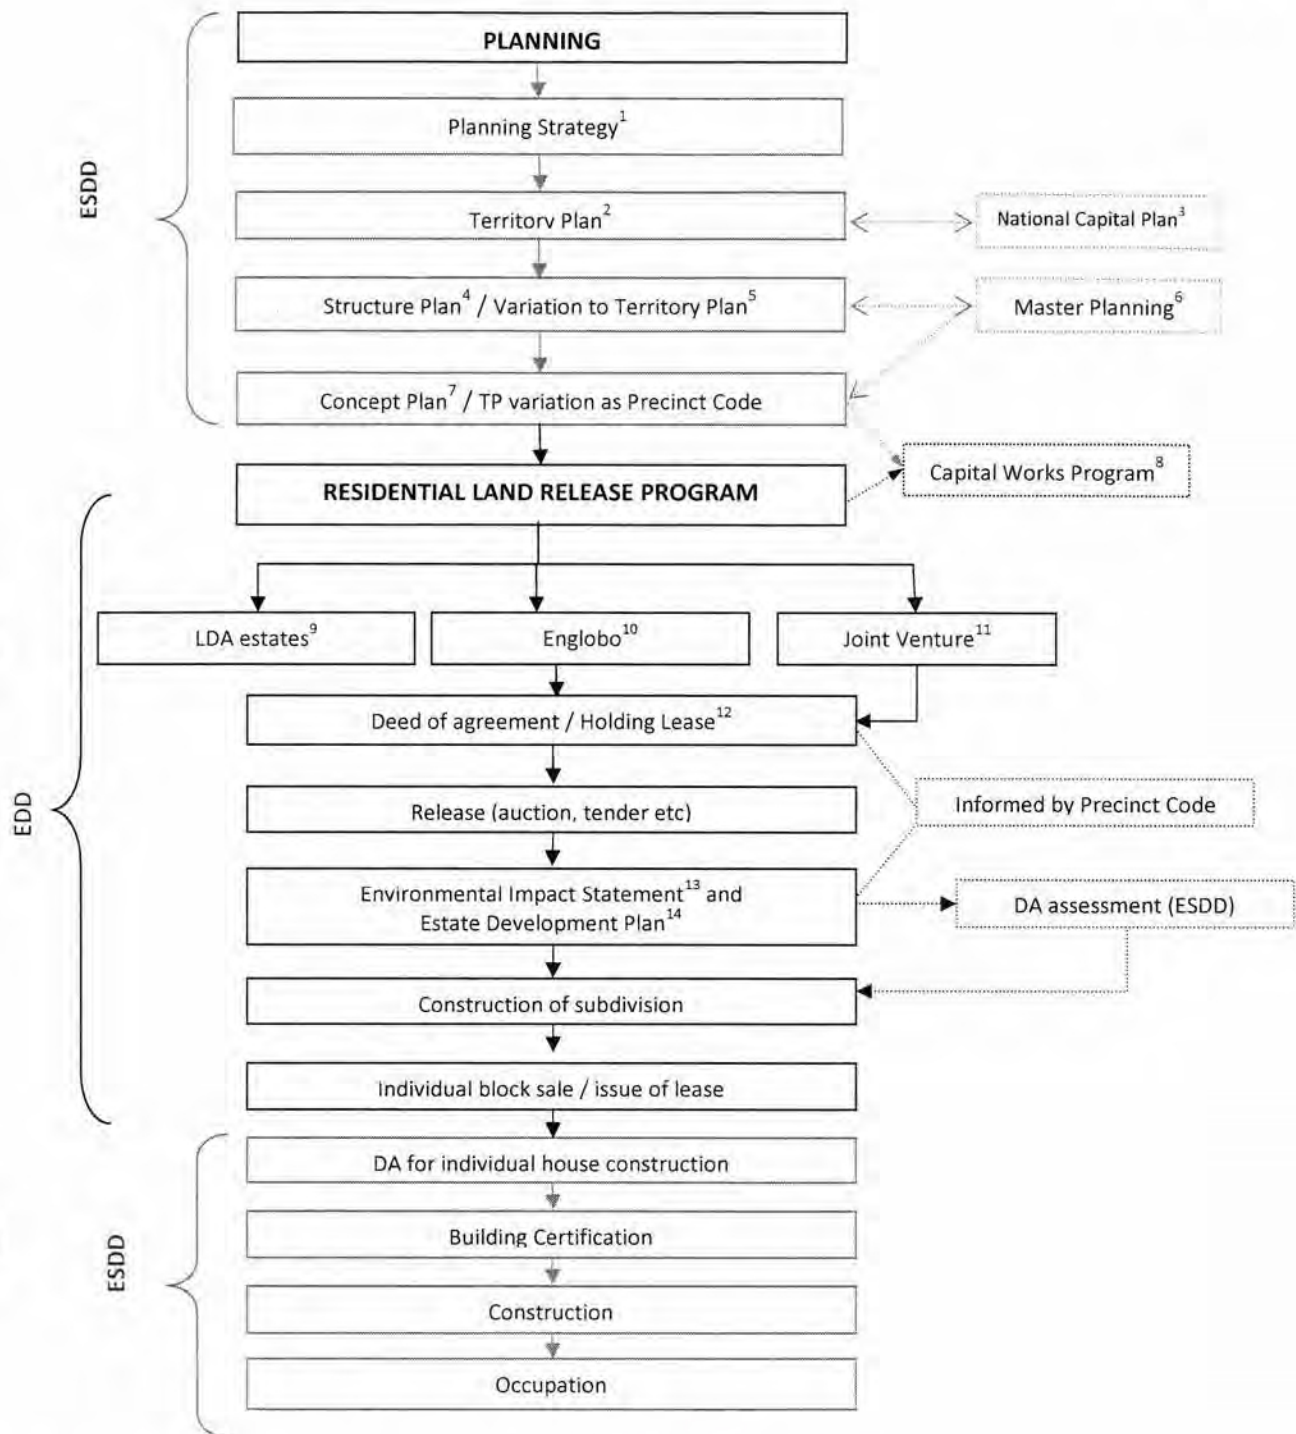 PLANNING
Planning Strategy1
ESDD
Territory Plan2
National Capital Plan3
Structure Plan4 / Variation to Territory Plan5
Master Planning6
Concept Plan7 / TP variation as Precinct Code
Capital Works Program8
RESIDENTIAL LAND RELEASE PROGRAM
LDA estates9
Englobo10
Joint Venture11
Deed of agreement / Holding Lease12
EDD
Release (auction, tender etc)
Informed by Precinct Code
Environmental Impact Statement13 and
Estate Development Plan14
DA assessment (ESDD)
Construction of subdivision
Individual block sale / issue of lease
DA for individual house construction
ESDD
Building Certification
Construction
Occupation